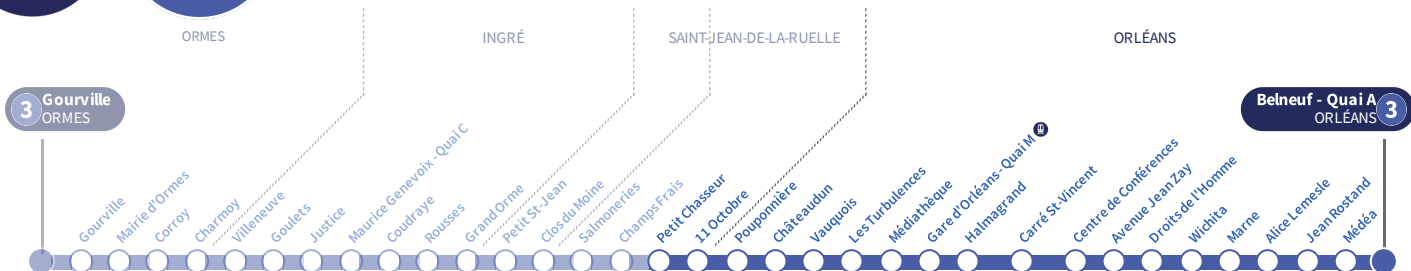 ORMES
INGRÉ
SAINT-JEAN-DE-LA-RUELLE
ORLÉANS
3 Gourville
ORMES
Belneuf - Quai A 3
ORLÉANS
Gourville
Mairie d'Ormes
Corroy
Charmoy
Villeneuve
Goulets
Justice
Maurice Genevoix - Quai C
Coudraye
Rousses
Grand Orme
Petit St-Jean
Clos du Moine
Salmoneries
Champs Frais
Petit Chasseur
11 Octobre
Pouponnière
Châteaudun
Vauquois
Les Turbulences
Médiathèque
Gare d'Orléans - Quai M
Halmagrand
Carré St-Vincent
Centre de Conférences
Avenue Jean Zay
Droits de l'Homme
Wichita
Marne
Alice Lemesle
Jean Rostand
Médéa